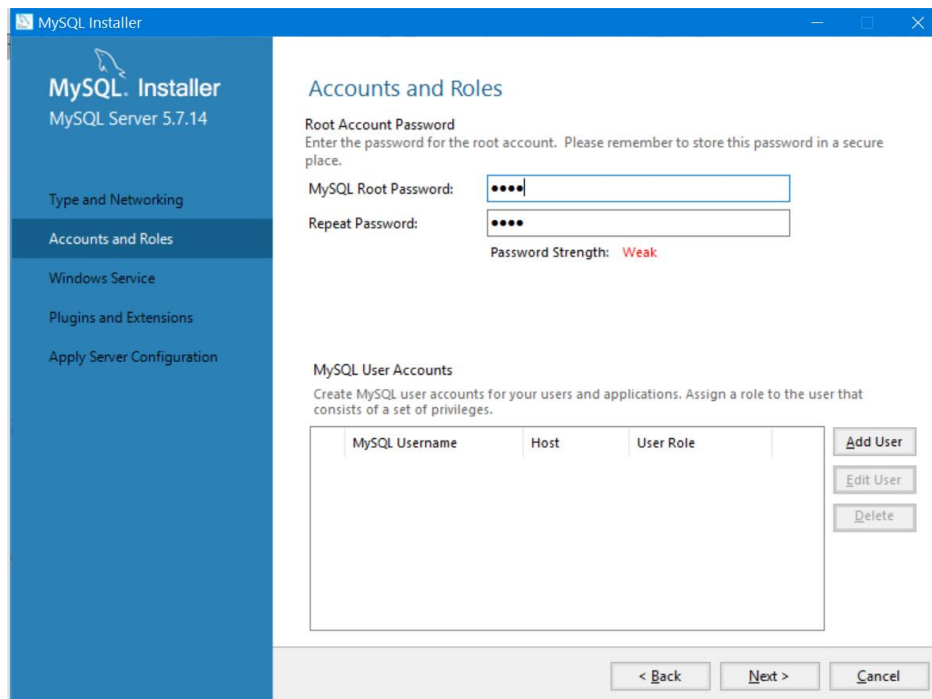 MySQL Installer
MySQL. Installer
MySQL Server 5.7.14
Type and Networking
Accounts and Roles
Windows Service
Plugins and Extensions
Apply Server Configuration
Accounts and Roles
Root Account Password
Enter the password for the root account. Please remember to store this password in a secure
place.
MySQL Root Password: ●●●●
Repeat Password: ●●●●
Password Strength: Weak
MySQL User Accounts
Create MySQL user accounts for your users and applications. Assign a role to the user that
consists of a set of privileges.
MySQL Username Host User Role
Add User
Edit User
Delete
< Back Next > Cancel